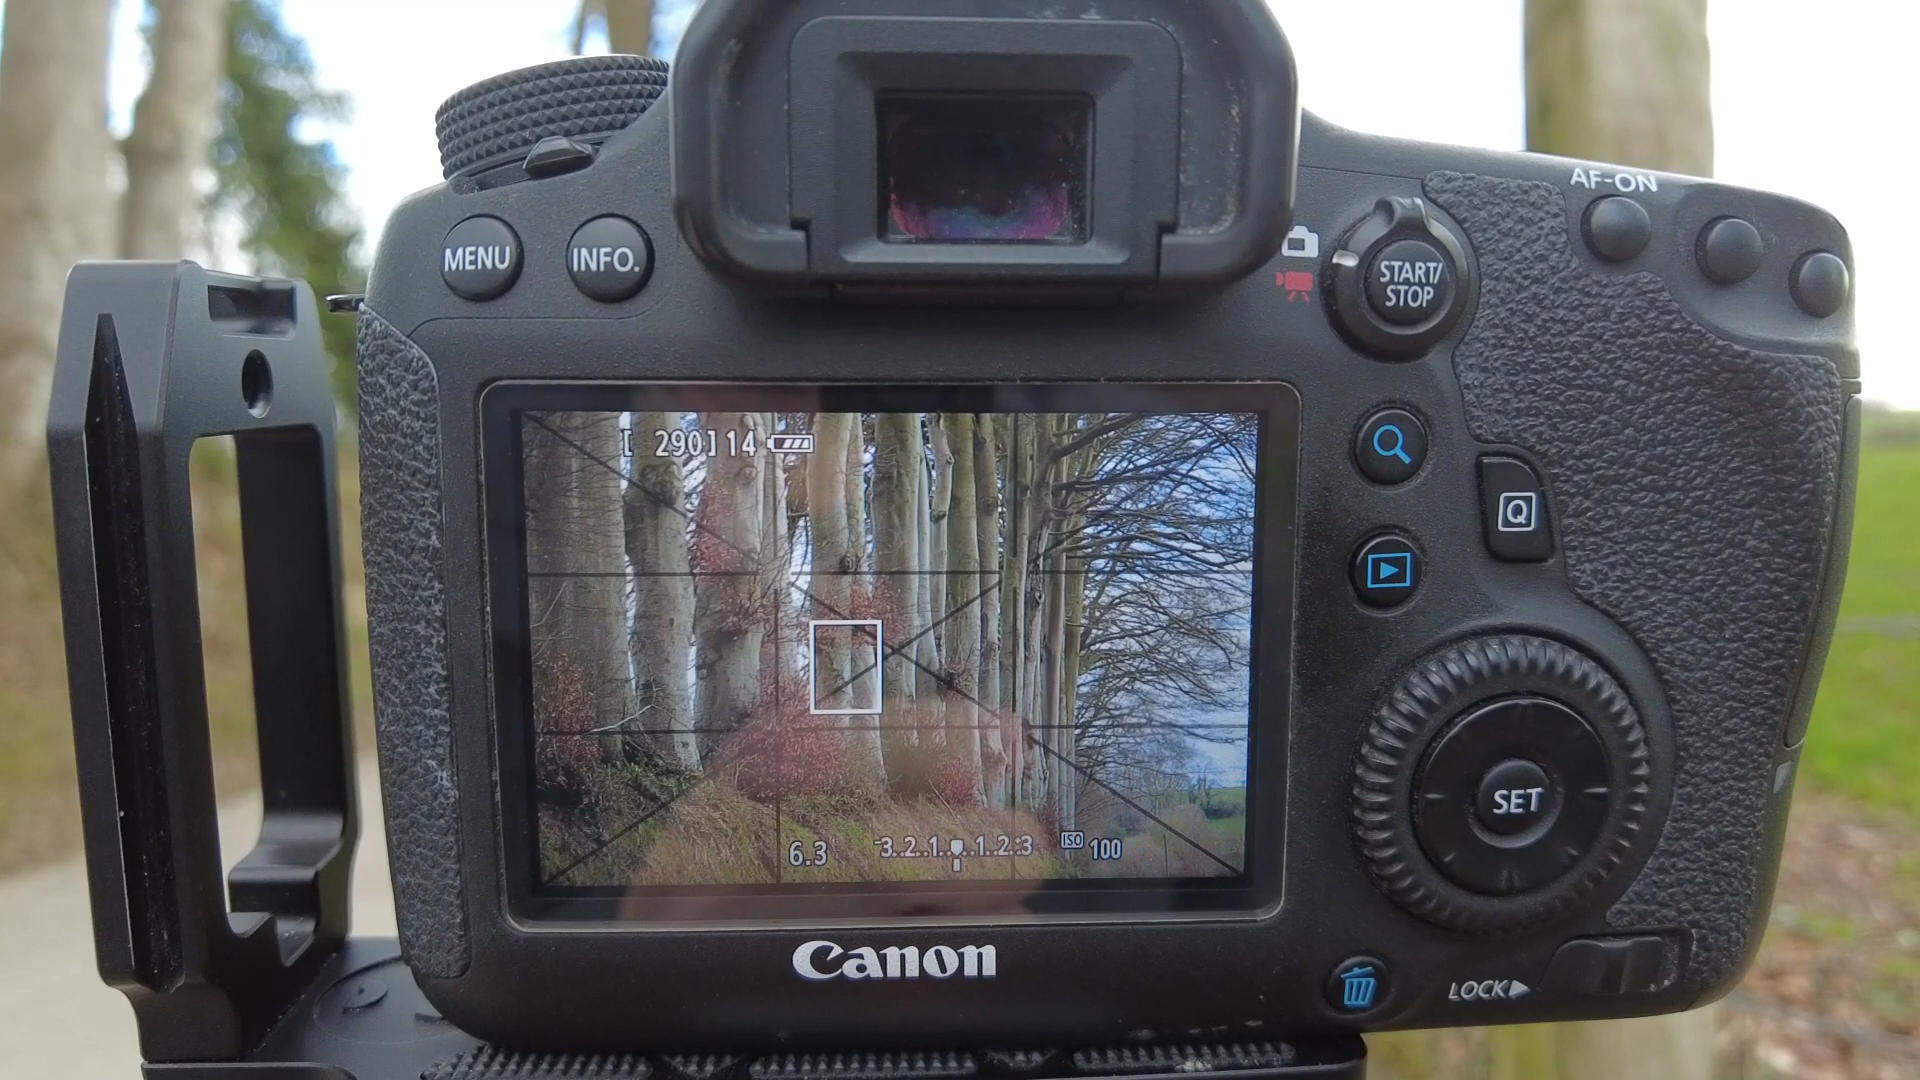 AF-ON
MENU
INFO.
START/
STOP
[ 290] 14
Q
6.3
-3..2..1..0..1..2..:3
ISO 100
SET
Canon
LOCK▶